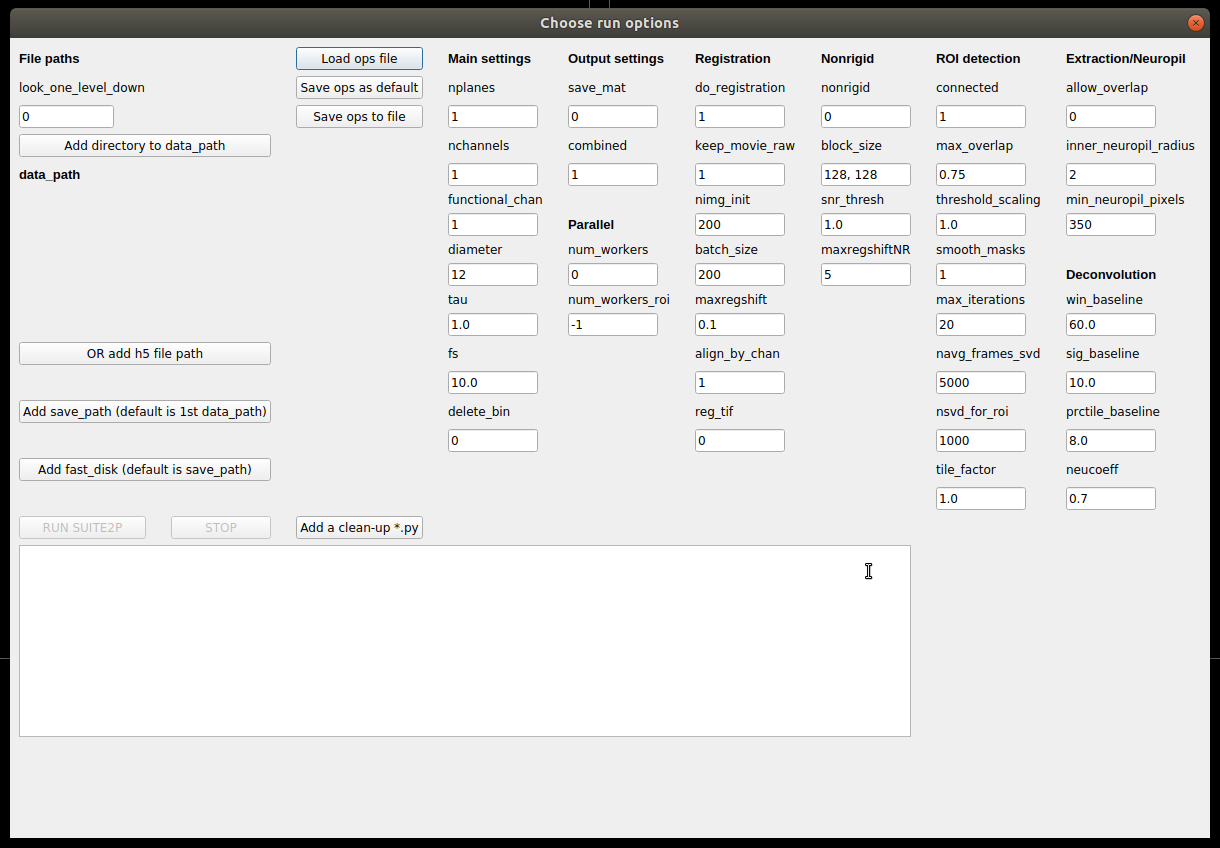 Choose run options
File paths
look_one_level_down
0
Add directory to data_path
data_path
OR add h5 file path
Add save_path (default is 1st data_path)
Add fast_disk (default is save_path)
RUN SUITE2P
STOP
Load ops file
Save ops as default
Save ops to file
Add a clean-up *.py
Main settings
nplanes
1
nchannels
1
functional_chan
1
diameter
12
tau
1.0
fs
10.0
delete_bin
0
Output settings
save_mat
0
combined
1
Parallel
num_workers
0
num_workers_roi
-1
Registration
do_registration
1
keep_movie_raw
1
nimg_init
200
batch_size
200
maxregshift
0.1
align_by_chan
1
reg_tif
0
Nonrigid
nonrigid
0
block_size
128, 128
snr_thresh
1.0
maxregshiftNR
5
ROI detection
connected
1
max_overlap
0.75
threshold_scaling
1.0
smooth_masks
1
max_iterations
20
navg_frames_svd
5000
nsvd_for_roi
1000
tile_factor
1.0
Extraction/Neuropil
allow_overlap
0
inner_neuropil_radius
2
min_neuropil_pixels
350
Deconvolution
win_baseline
60.0
sig_baseline
10.0
prctile_baseline
8.0
neucoeff
0.7